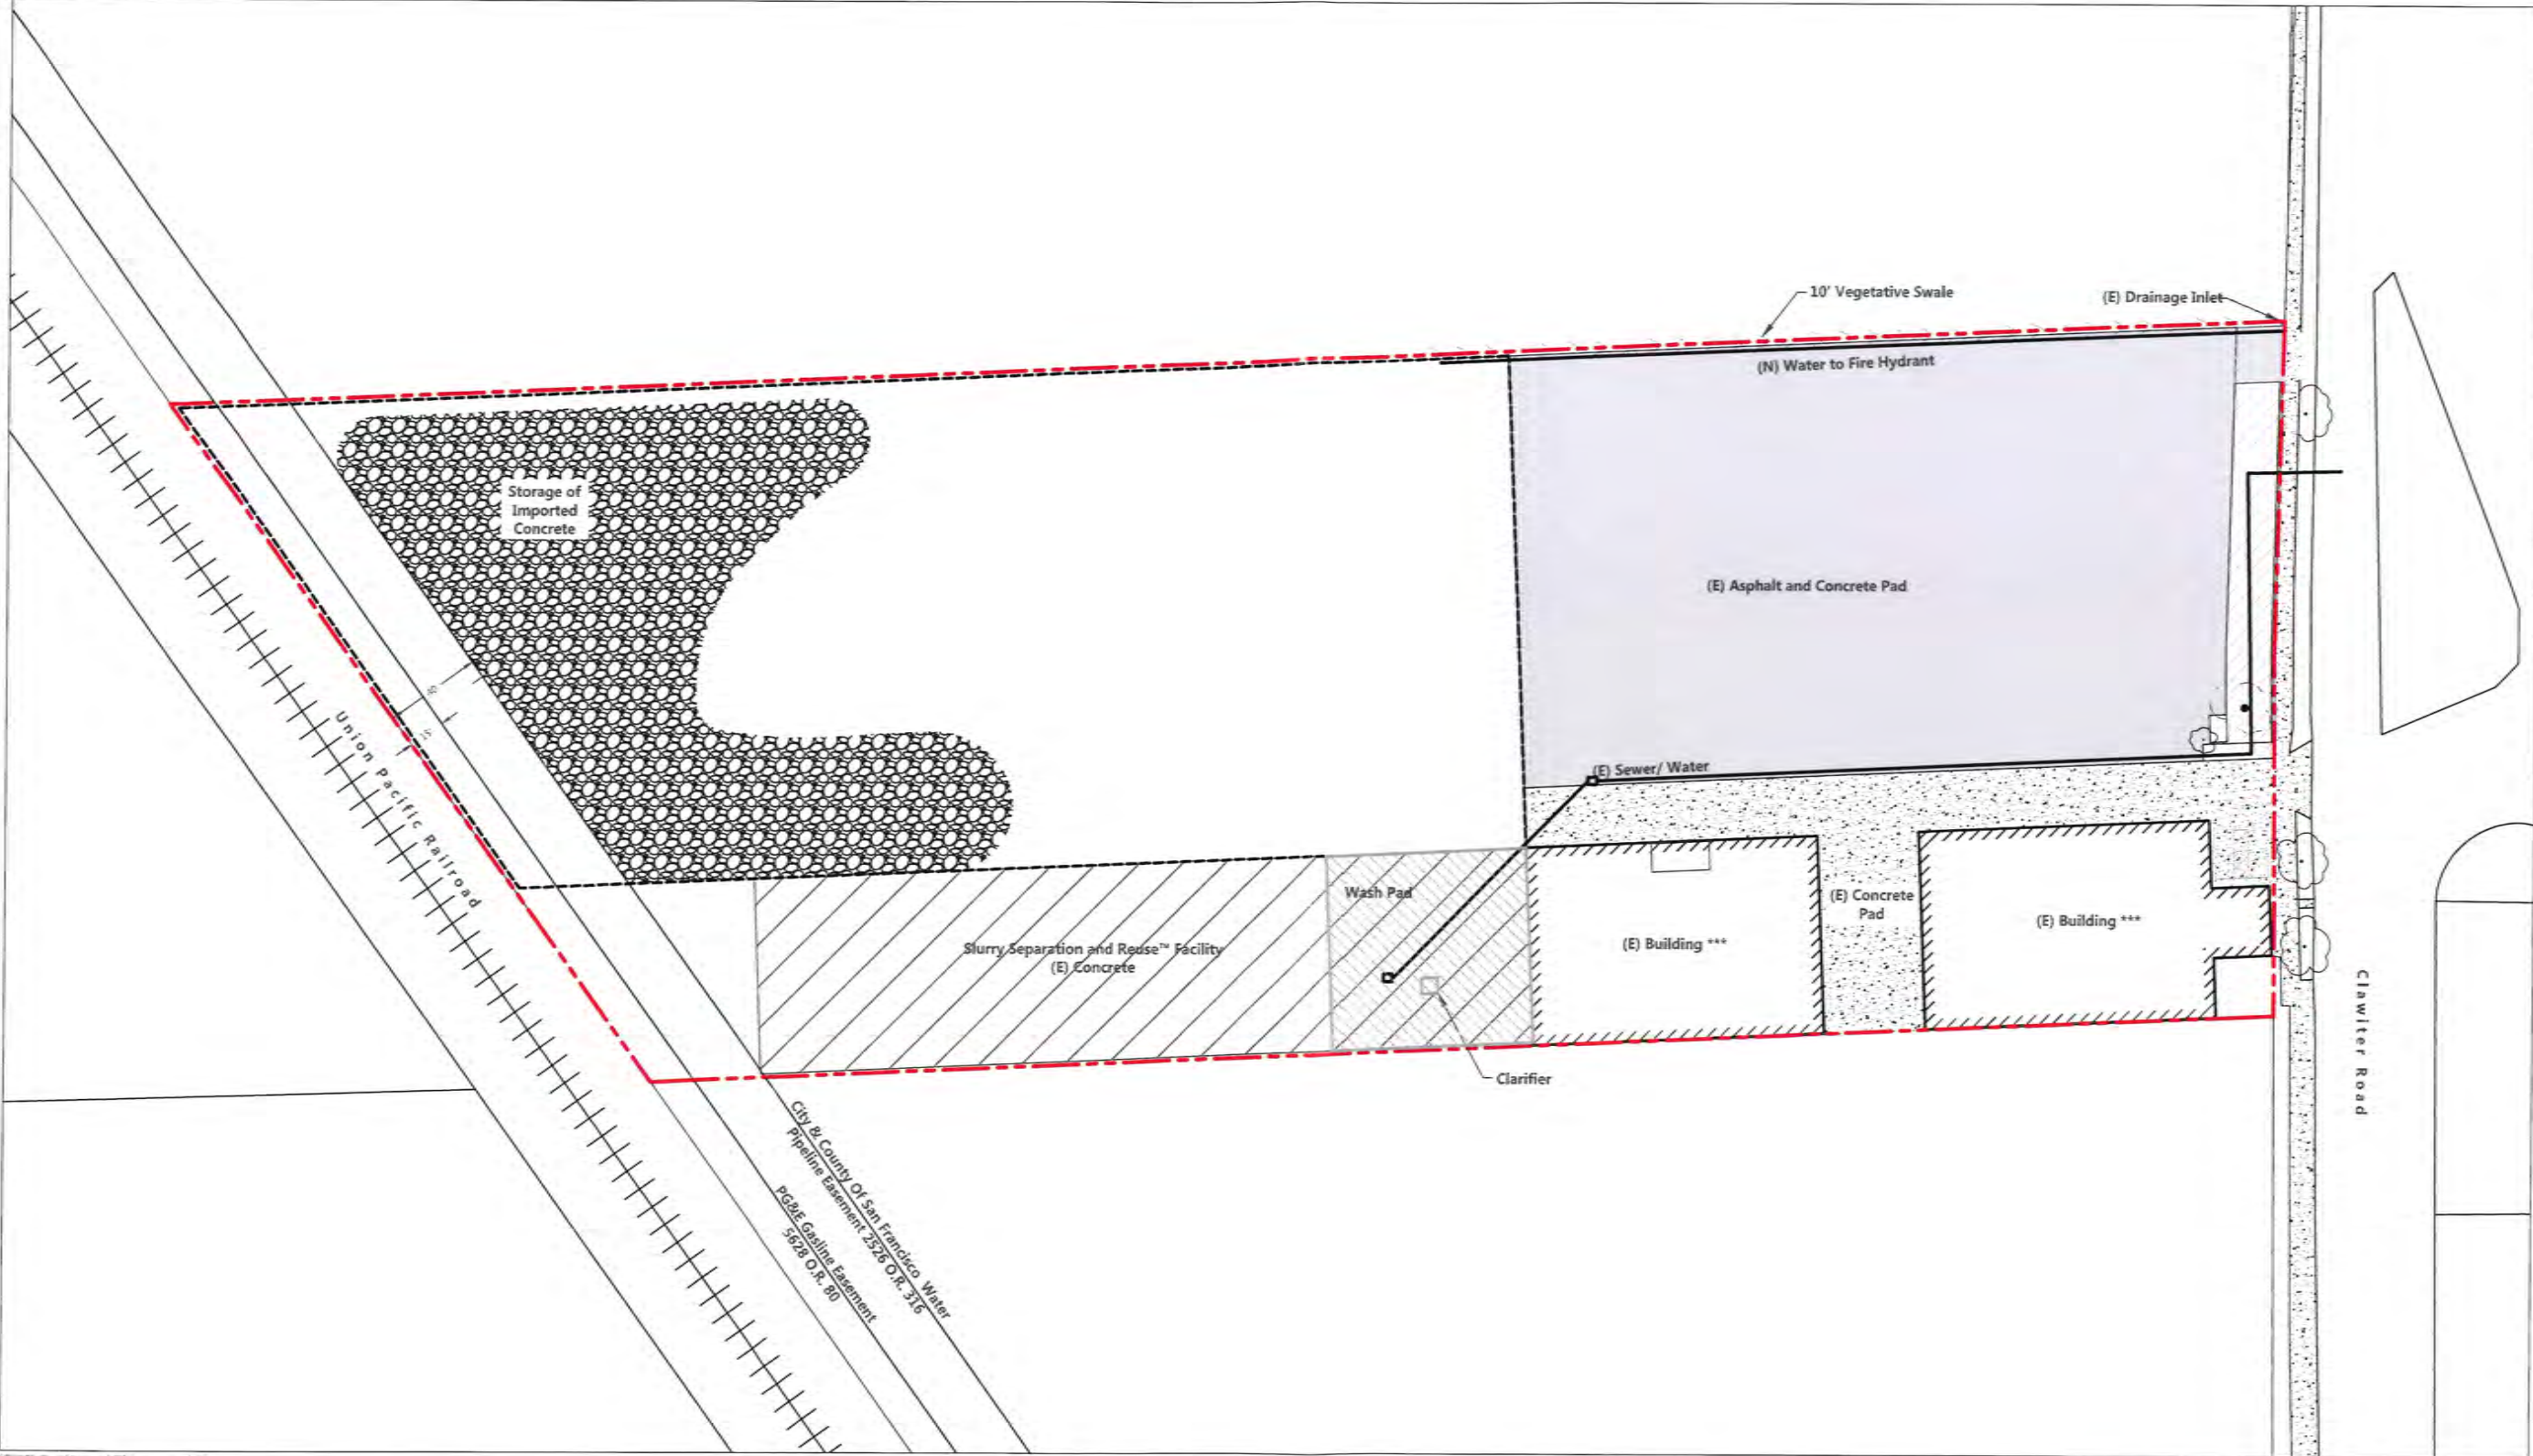 10' Vegetative Swale
(E) Drainage Inlet
(N) Water to Fire Hydrant
Storage of
Imported
Concrete
(E) Asphalt and Concrete Pad
15'
Union Pacific Railroad
(E) Sewer/ Water
Wash Pad
(E) Concrete
Pad
(E) Building ***
(E) Building ***
Slurry Separation and Reuse™ Facility
(E) Concrete
Clarifier
Clawiter Road
City & County Of San Francisco Water
Pipeline Easement 2526 O.R. 316
PG&E Gasline Easement
5628 O.R. 80